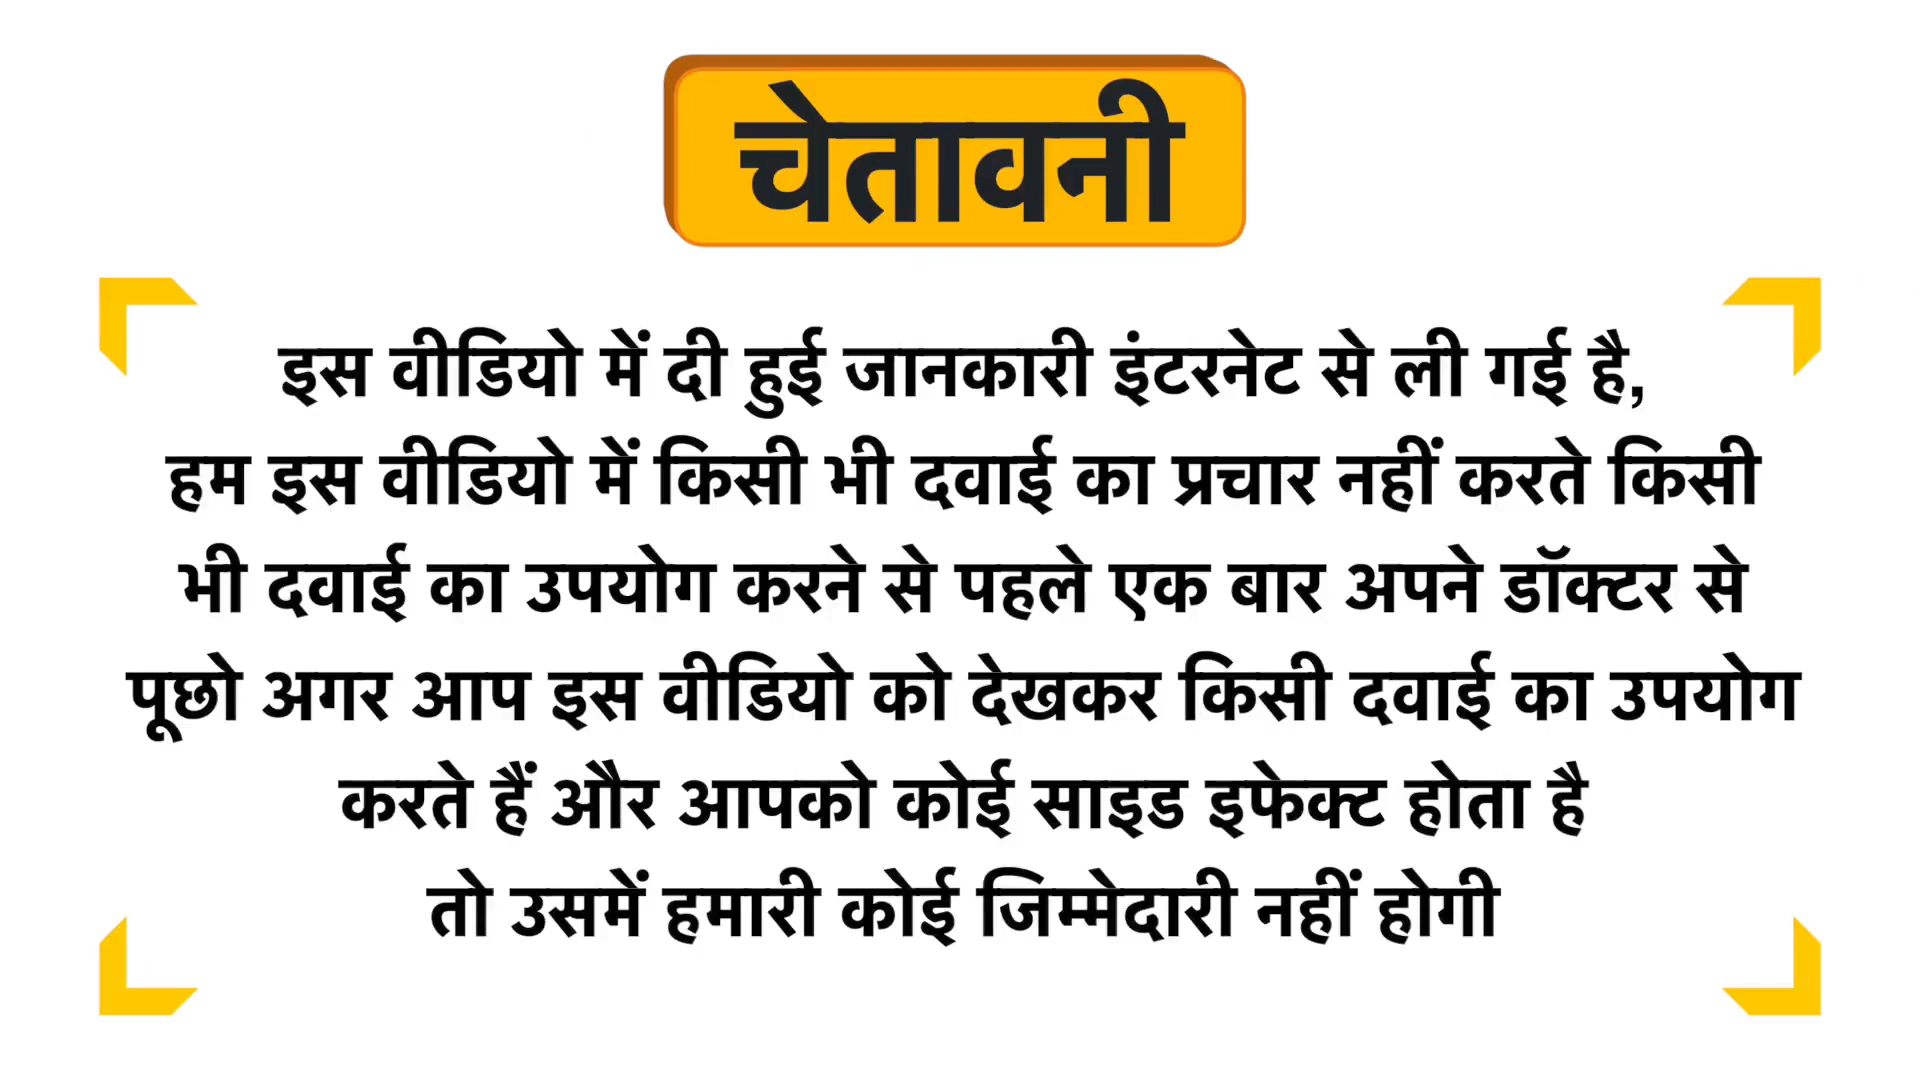 चेतावनी
इस वीडियो में दी हुई जानकारी इंटरनेट से ली गई है,
हम इस वीडियो में किसी भी दवाई का प्रचार नहीं करते किसी
भी दवाई का उपयोग करने से पहले एक बार अपने डॉक्टर से
पूछो अगर आप इस वीडियो को देखकर किसी दवाई का उपयोग
करते हैं और आपको कोई साइड इफेक्ट होता है
तो उसमें हमारी कोई जिम्मेदारी नहीं होगी